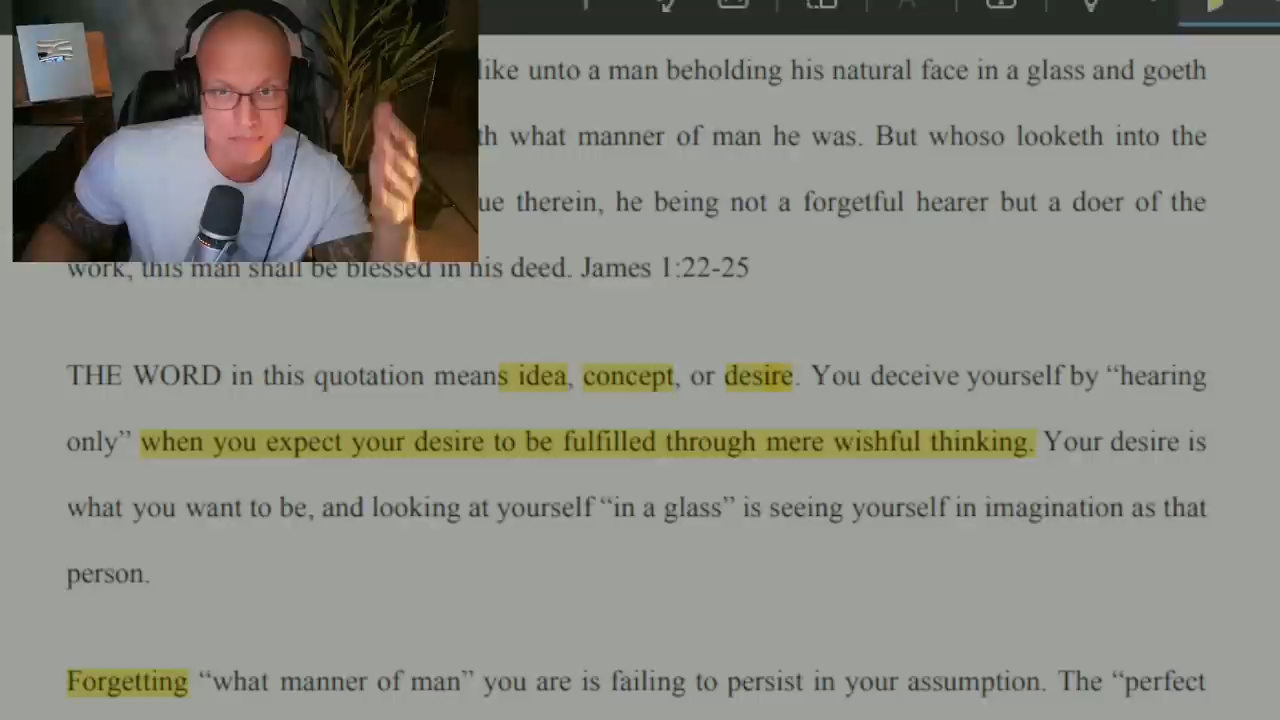 like unto a man beholding his natural face in a glass and goeth
th what manner of man he was. But whoso looketh into the
ue therein, he being not a forgetful hearer but a doer of the
work, this man shall be blessed in his deed. James 1:22-25
THE WORD in this quotation means idea, concept, or desire. You deceive yourself by “hearing
only” when you expect your desire to be fulfilled through mere wishful thinking. Your desire is
what you want to be, and looking at yourself “in a glass” is seeing yourself in imagination as that
person.
Forgetting “what manner of man” you are is failing to persist in your assumption. The “perfect